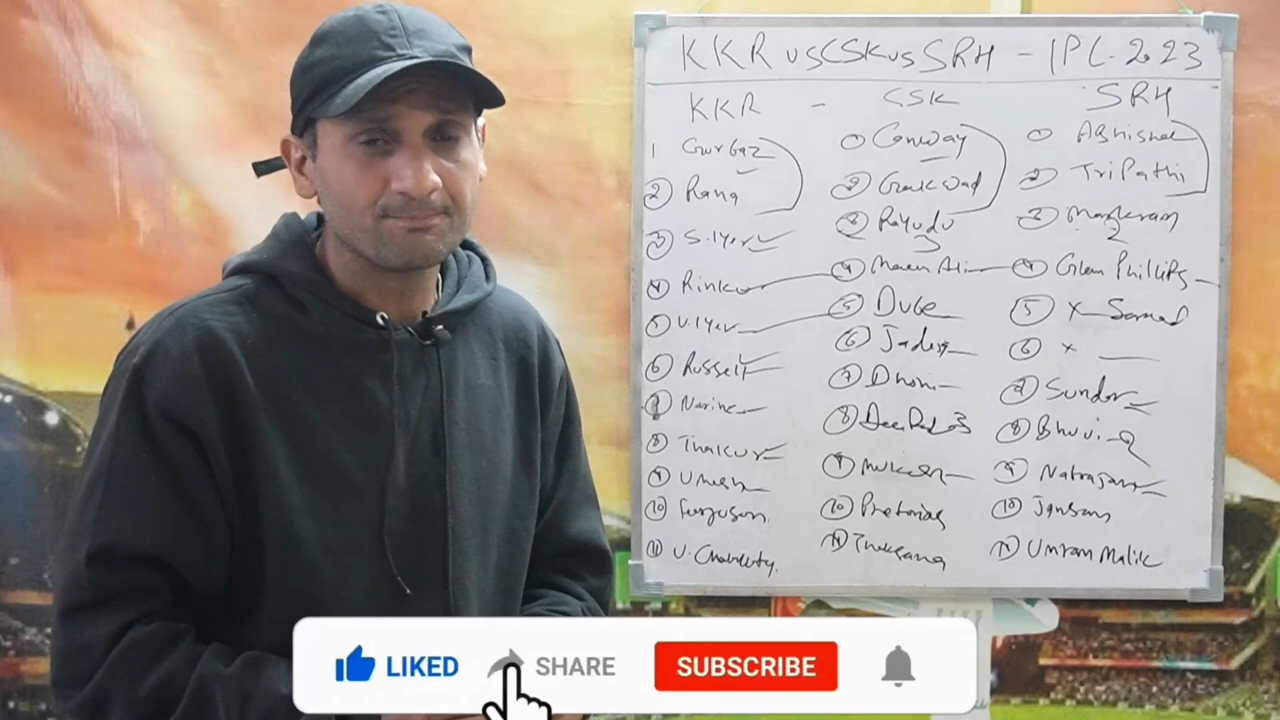 KKR vs CSK vs SRH - IPL-2023
KKR - CSK SRH
1 Gurbaz
② Rana
③ S.Iyer
④ Rinku
⑤ V.Iyer
⑥ Russell
⑦ Narine
⑧ Thakur
⑨ Umesh
⑩ Ferguson
⑪ V. Chakravarty.
① Conway
② Gaikwad
③ Rayudu
④ Moeen Ali
⑤ Dube
⑥ Jadeja
⑦ Dhoni
⑧ Deepak
⑨ Mukesh
⑩ Pretorius
⑪ Theekshana
① Abhishek
② Tripathi
③ Markram
④ Glenn Phillips
⑤ x Samad
⑥ x
⑦ Sundar
⑧ Bhuvi
⑨ Natrajan
⑩ Jansen
⑪ Umran Malik
LIKED SHARE SUBSCRIBE